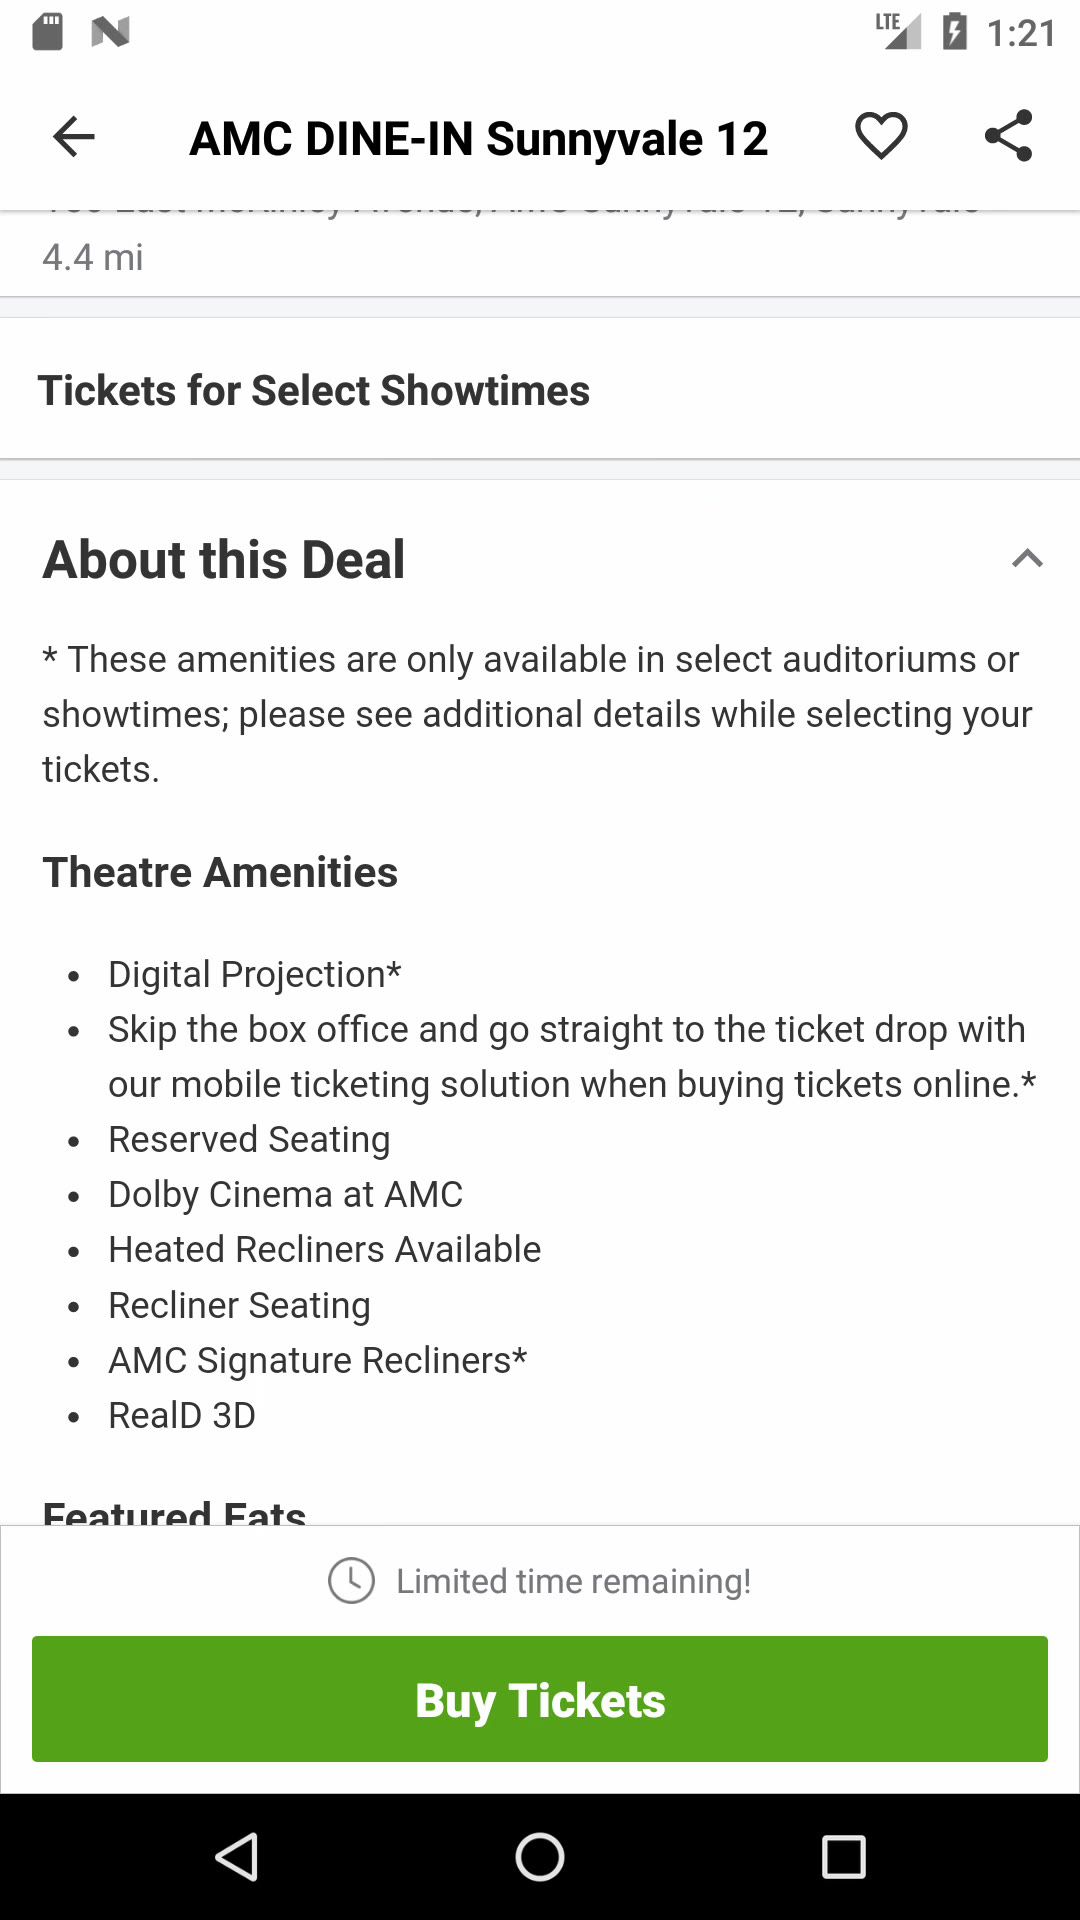 LTE 1:21
AMC DINE-IN Sunnyvale 12
4.4 mi
Tickets for Select Showtimes
About this Deal
* These amenities are only available in select auditoriums or
showtimes; please see additional details while selecting your
tickets.
Theatre Amenities
• Digital Projection*
• Skip the box office and go straight to the ticket drop with
our mobile ticketing solution when buying tickets online.*
• Reserved Seating
• Dolby Cinema at AMC
• Heated Recliners Available
• Recliner Seating
• AMC Signature Recliners*
• RealD 3D
Featured Eats
Limited time remaining!
Buy Tickets